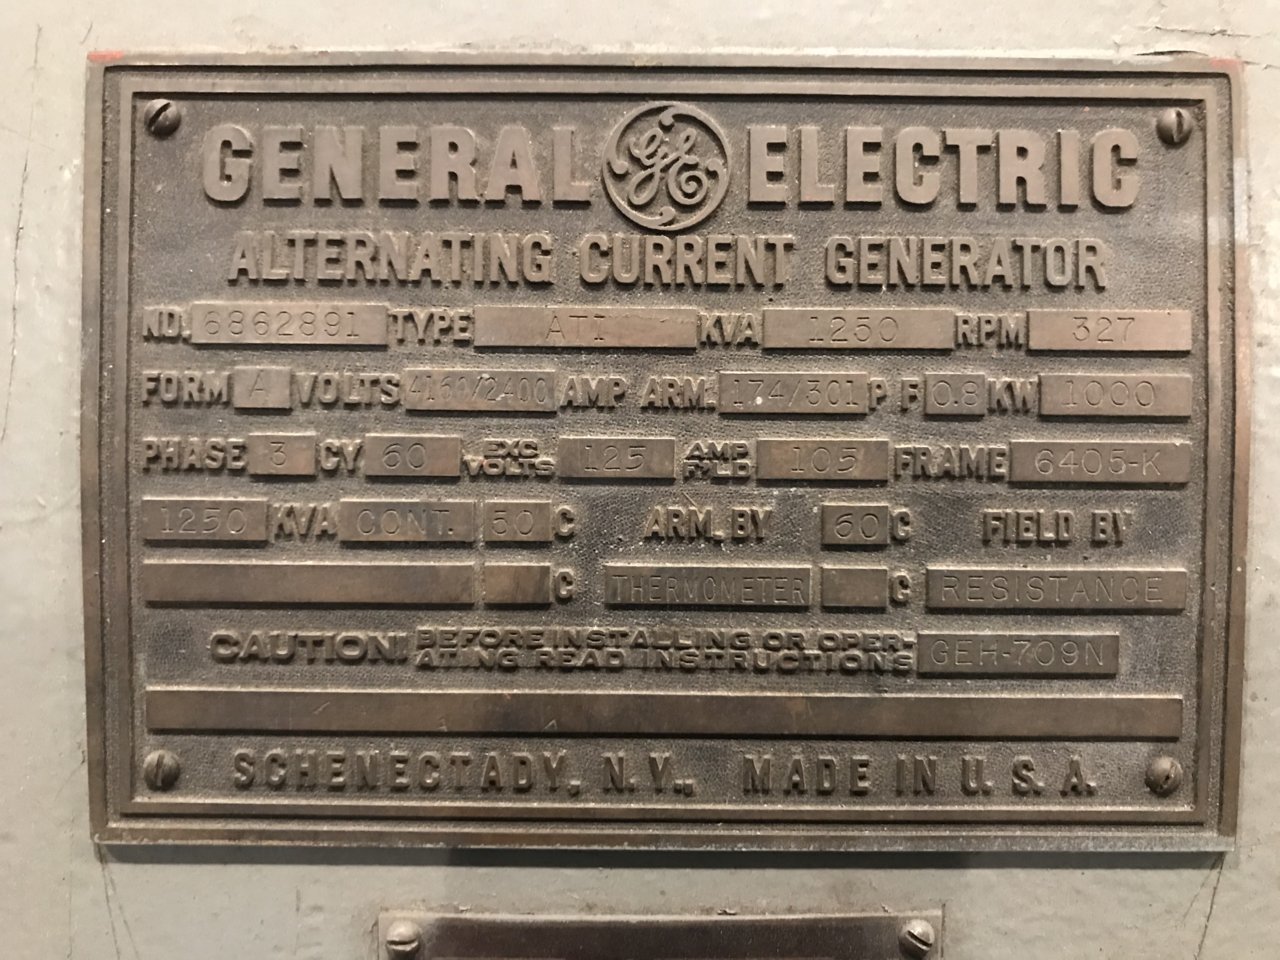 GENERAL GE ELECTRIC
ALTERNATING CURRENT GENERATOR
NO. 6862891 TYPE ATI KVA 1250 RPM 327
FORM A VOLTS 4160/2400 AMP ARM. 174/301 P F 0.8 KW 1000
PHASE 3 CY 60 EXC VOLTS 125 AMP F'LD 105 FRAME 6405-K
1250 KVA CONT. 50 C ARM. BY 60 C FIELD BY
C THERMOMETER C RESISTANCE
CAUTION! BEFORE INSTALLING OR OPER-
ATING READ INSTRUCTIONS GEH-709N
SCHENECTADY, N. Y., MADE IN U. S. A.